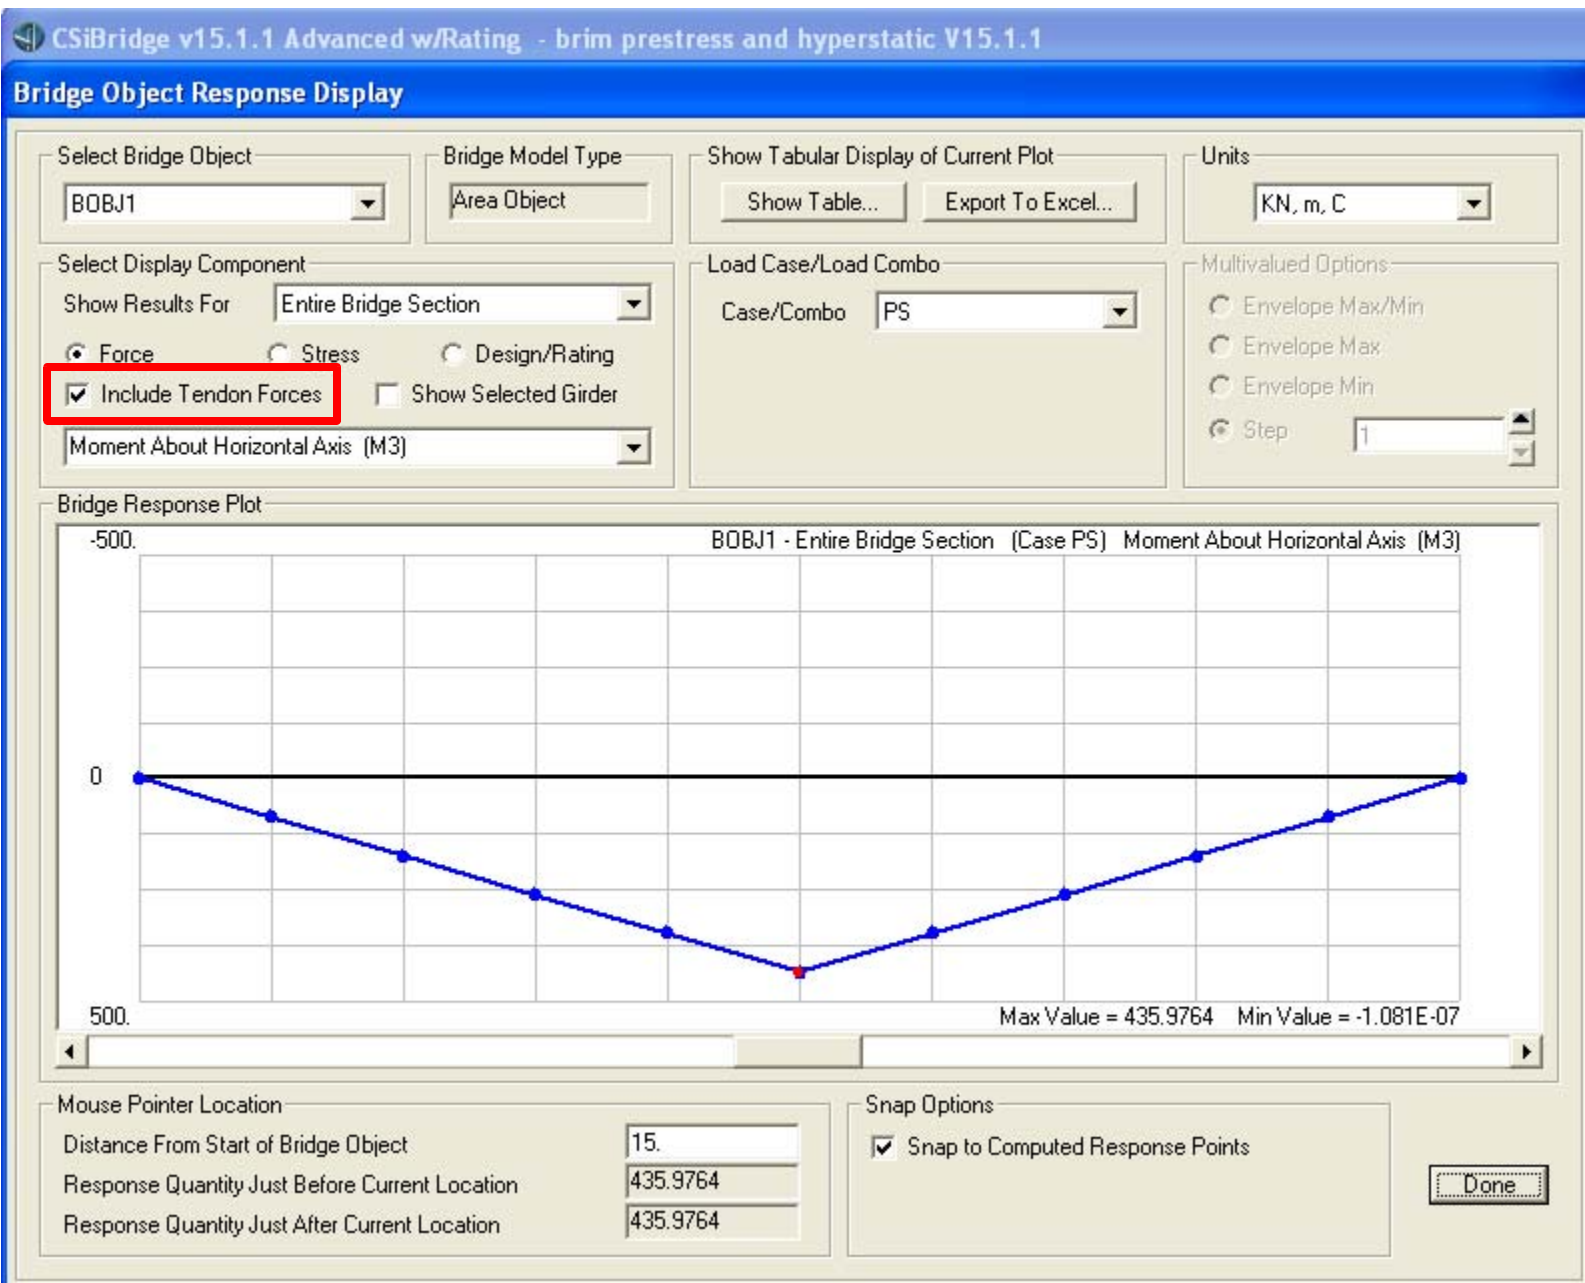 CSiBridge v15.1.1 Advanced w/Rating - brim prestress and hyperstatic V15.1.1
Bridge Object Response Display
Select Bridge Object
BOBJ1
Bridge Model Type
Area Object
Show Tabular Display of Current Plot
Show Table...
Export To Excel...
Units
KN, m, C
Select Display Component
Show Results For
Entire Bridge Section
Force
Stress
Design/Rating
Include Tendon Forces
Show Selected Girder
Moment About Horizontal Axis (M3)
Load Case/Load Combo
Case/Combo
PS
Multivalued Options
Envelope Max/Min
Envelope Max
Envelope Min
Step
1
Bridge Response Plot
-500.
BOBJ1 - Entire Bridge Section (Case PS) Moment About Horizontal Axis (M3)
0
500.
Max Value = 435.9764 Min Value = -1.081E-07
Mouse Pointer Location
Distance From Start of Bridge Object
15.
Response Quantity Just Before Current Location
435.9764
Response Quantity Just After Current Location
435.9764
Snap Options
Snap to Computed Response Points
Done